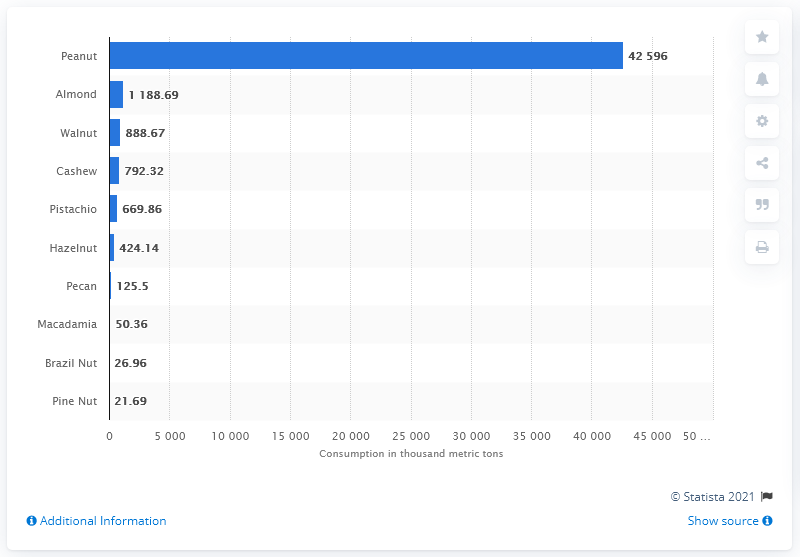 Peanut 42 596
Almond 1 188.69
Walnut 888.67
Cashew 792.32
Pistachio 669.86
Hazelnut 424.14
Pecan 125.5
Macadamia 50.36
Brazil Nut 26.96
Pine Nut 21.69
0 5 000 10 000 15 000 20 000 25 000 30 000 35 000 40 000 45 000 50 ...
Consumption in thousand metric tons
© Statista 2021
Additional Information Show source